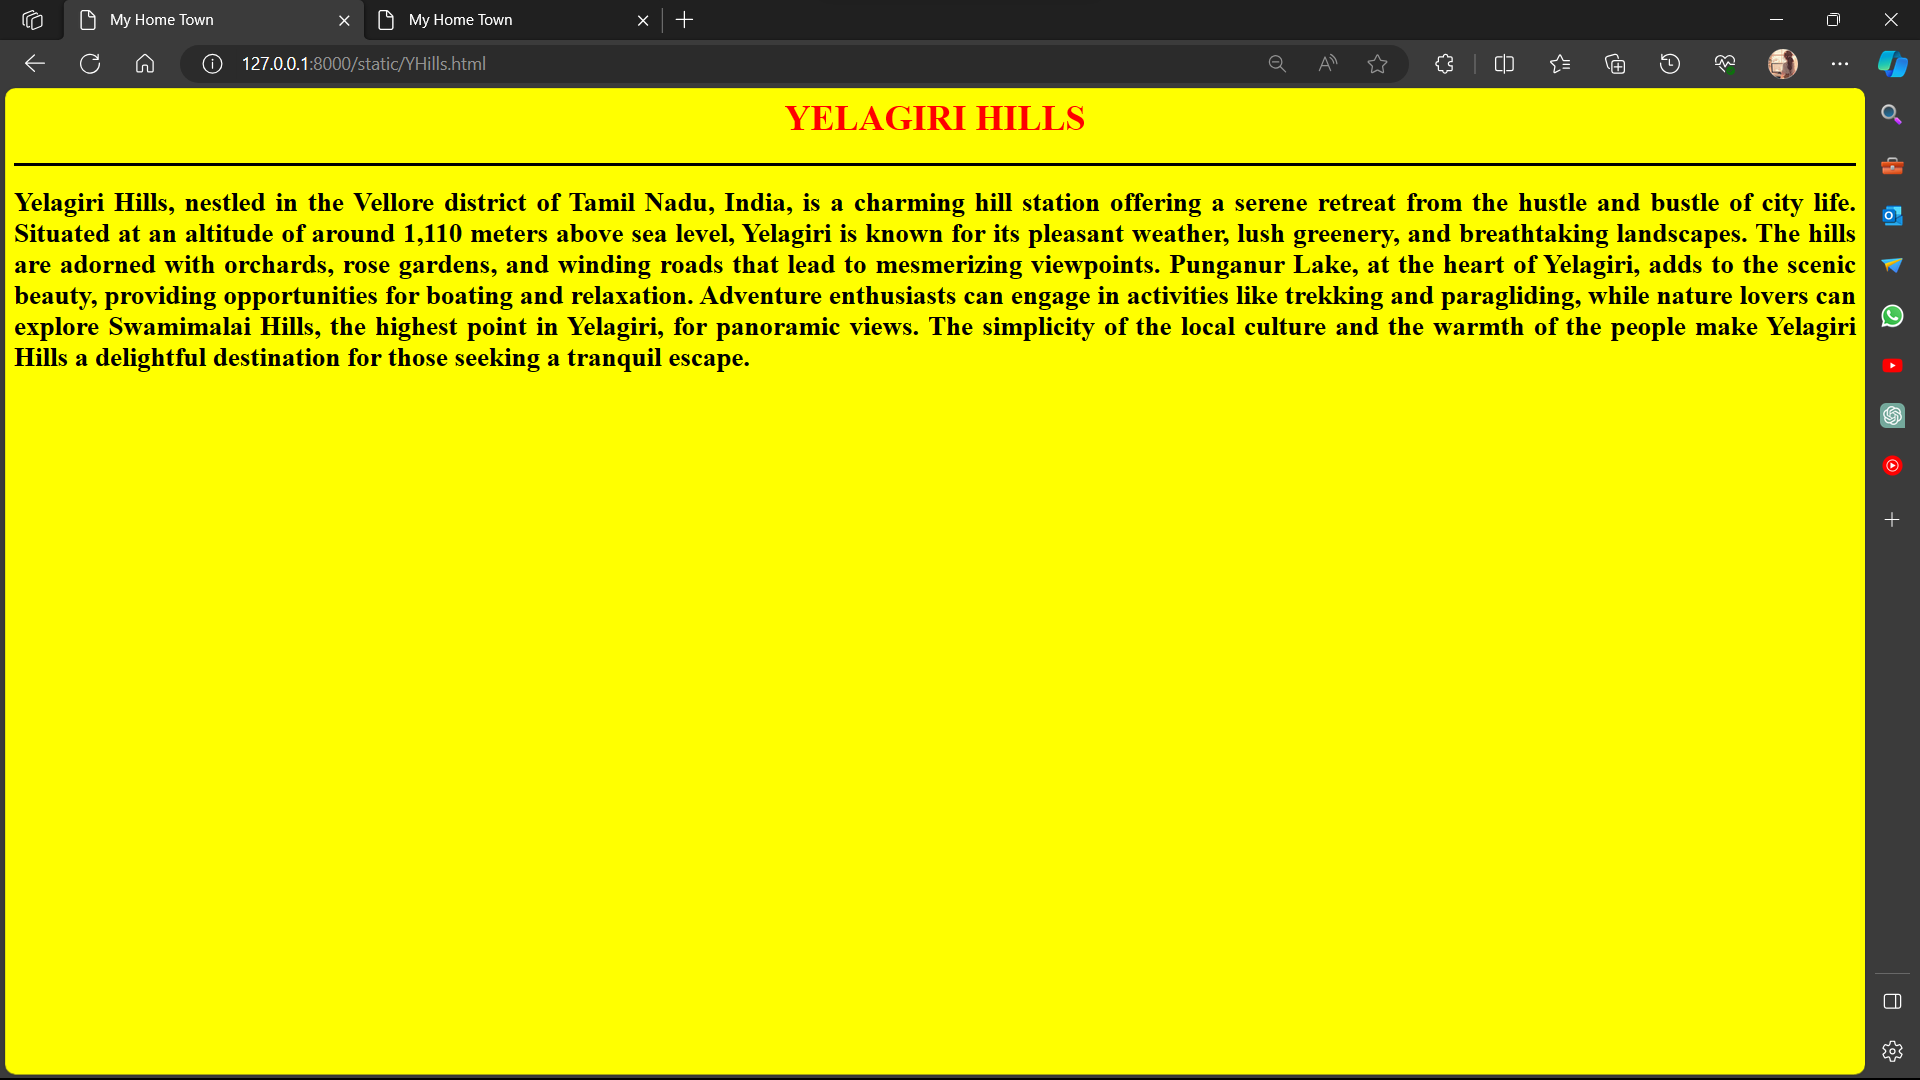 My Home Town
My Home Town
127.0.0.1:8000/static/YHills.html
YELAGIRI HILLS
Yelagiri Hills, nestled in the Vellore district of Tamil Nadu, India, is a charming hill station offering a serene retreat from the hustle and bustle of city life.
Situated at an altitude of around 1,110 meters above sea level, Yelagiri is known for its pleasant weather, lush greenery, and breathtaking landscapes. The hills
are adorned with orchards, rose gardens, and winding roads that lead to mesmerizing viewpoints. Punganur Lake, at the heart of Yelagiri, adds to the scenic
beauty, providing opportunities for boating and relaxation. Adventure enthusiasts can engage in activities like trekking and paragliding, while nature lovers can
explore Swamimalai Hills, the highest point in Yelagiri, for panoramic views. The simplicity of the local culture and the warmth of the people make Yelagiri
Hills a delightful destination for those seeking a tranquil escape.